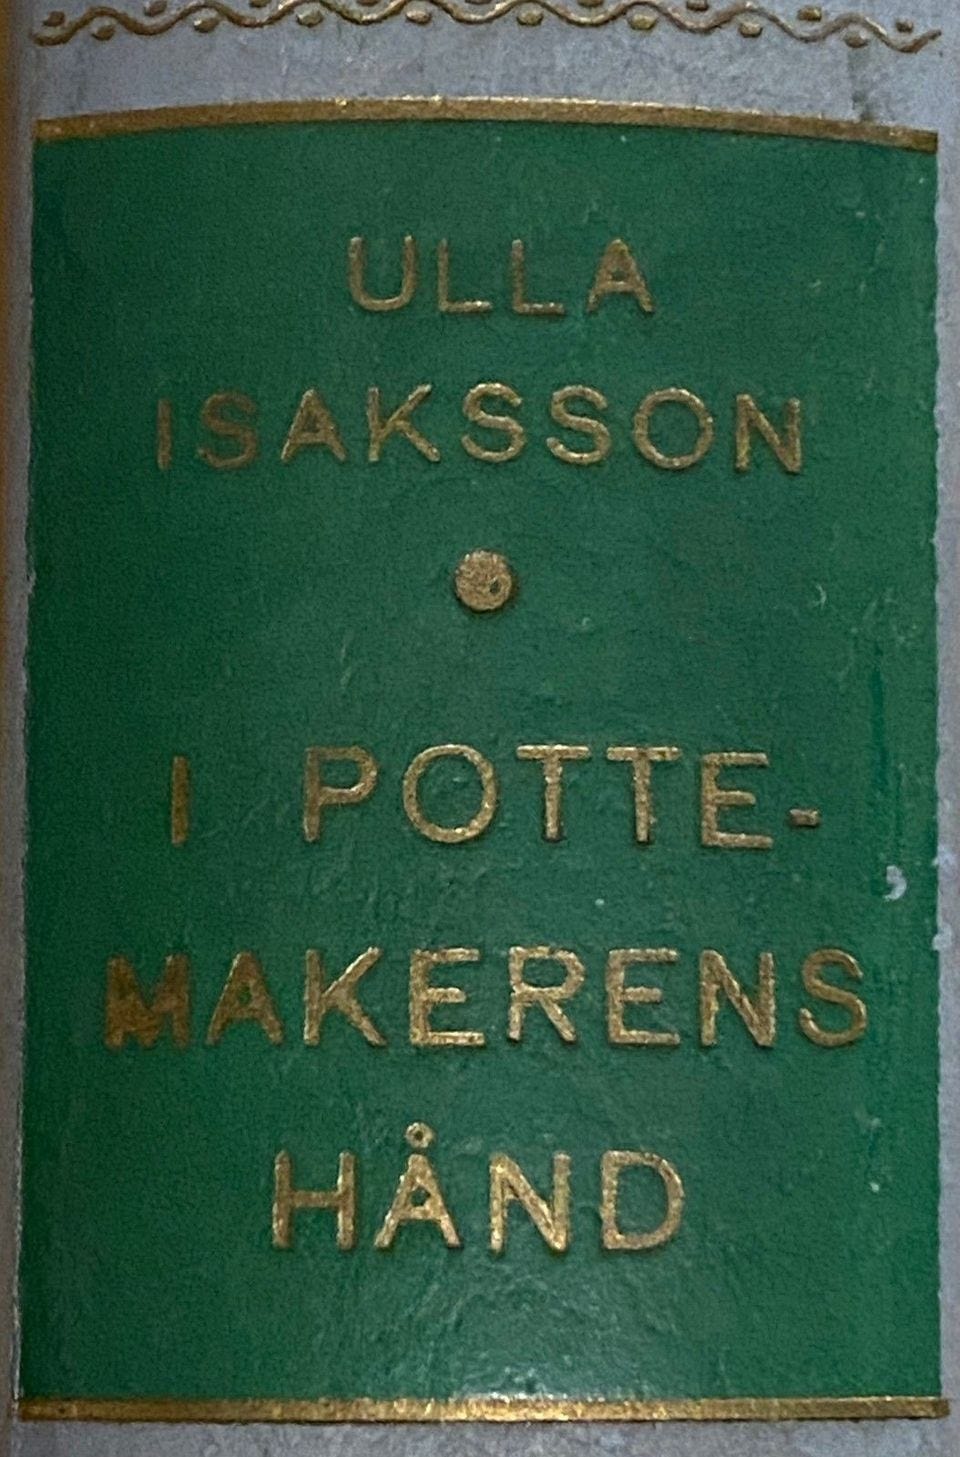 ULLA
ISAKSSON
•
I POTTE-
MAKERENS
HÅND